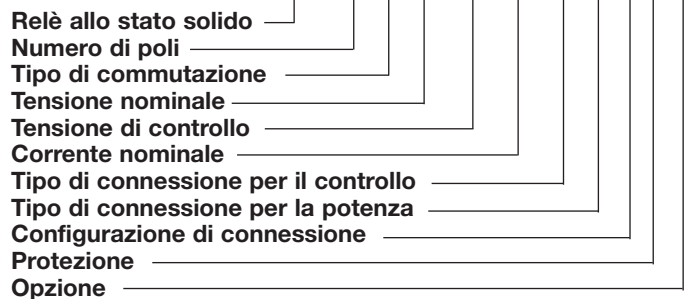 Relè allo stato solido
Numero di poli
Tipo di commutazione
Tensione nominale
Tensione di controllo
Corrente nominale
Tipo di connessione per il controllo
Tipo di connessione per la potenza
Configurazione di connessione
Protezione
Opzione